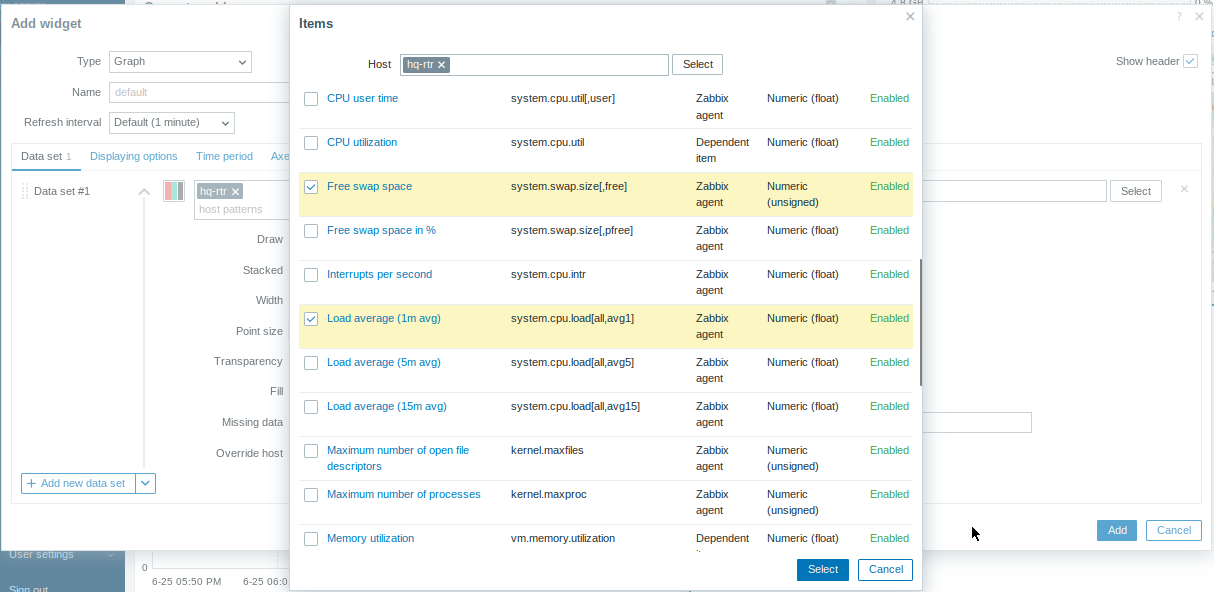 4.8 GB
0 %
Add widget
?
Type
Graph
Show header
Name
default
Refresh interval
Default (1 minute)
Data set 1
Displaying options
Time period
Axe
Data set #1
hq-rtr
host patterns
Select
Draw
Stacked
Width
Point size
Transparency
Fill
Missing data
Override host
+ Add new data set
Add
Cancel
User settings
Sign out
0
6-25 05:50 PM
6-25 06:0
Items
Host
hq-rtr
Select
CPU user time system.cpu.util[,user] Zabbix Numeric (float) Enabled
agent
CPU utilization system.cpu.util Dependent Numeric (float) Enabled
item
Free swap space system.swap.size[,free] Zabbix Numeric Enabled
agent (unsigned)
Free swap space in % system.swap.size[,pfree] Zabbix Numeric (float) Enabled
agent
Interrupts per second system.cpu.intr Zabbix Numeric (float) Enabled
agent
Load average (1m avg) system.cpu.load[all,avg1] Zabbix Numeric (float) Enabled
agent
Load average (5m avg) system.cpu.load[all,avg5] Zabbix Numeric (float) Enabled
agent
Load average (15m avg) system.cpu.load[all,avg15] Zabbix Numeric (float) Enabled
agent
Maximum number of open file kernel.maxfiles Zabbix Numeric Enabled
descriptors agent (unsigned)
Maximum number of processes kernel.maxproc Zabbix Numeric Enabled
agent (unsigned)
Memory utilization vm.memory.utilization Dependent Numeric (float) Enabled
Select
Cancel